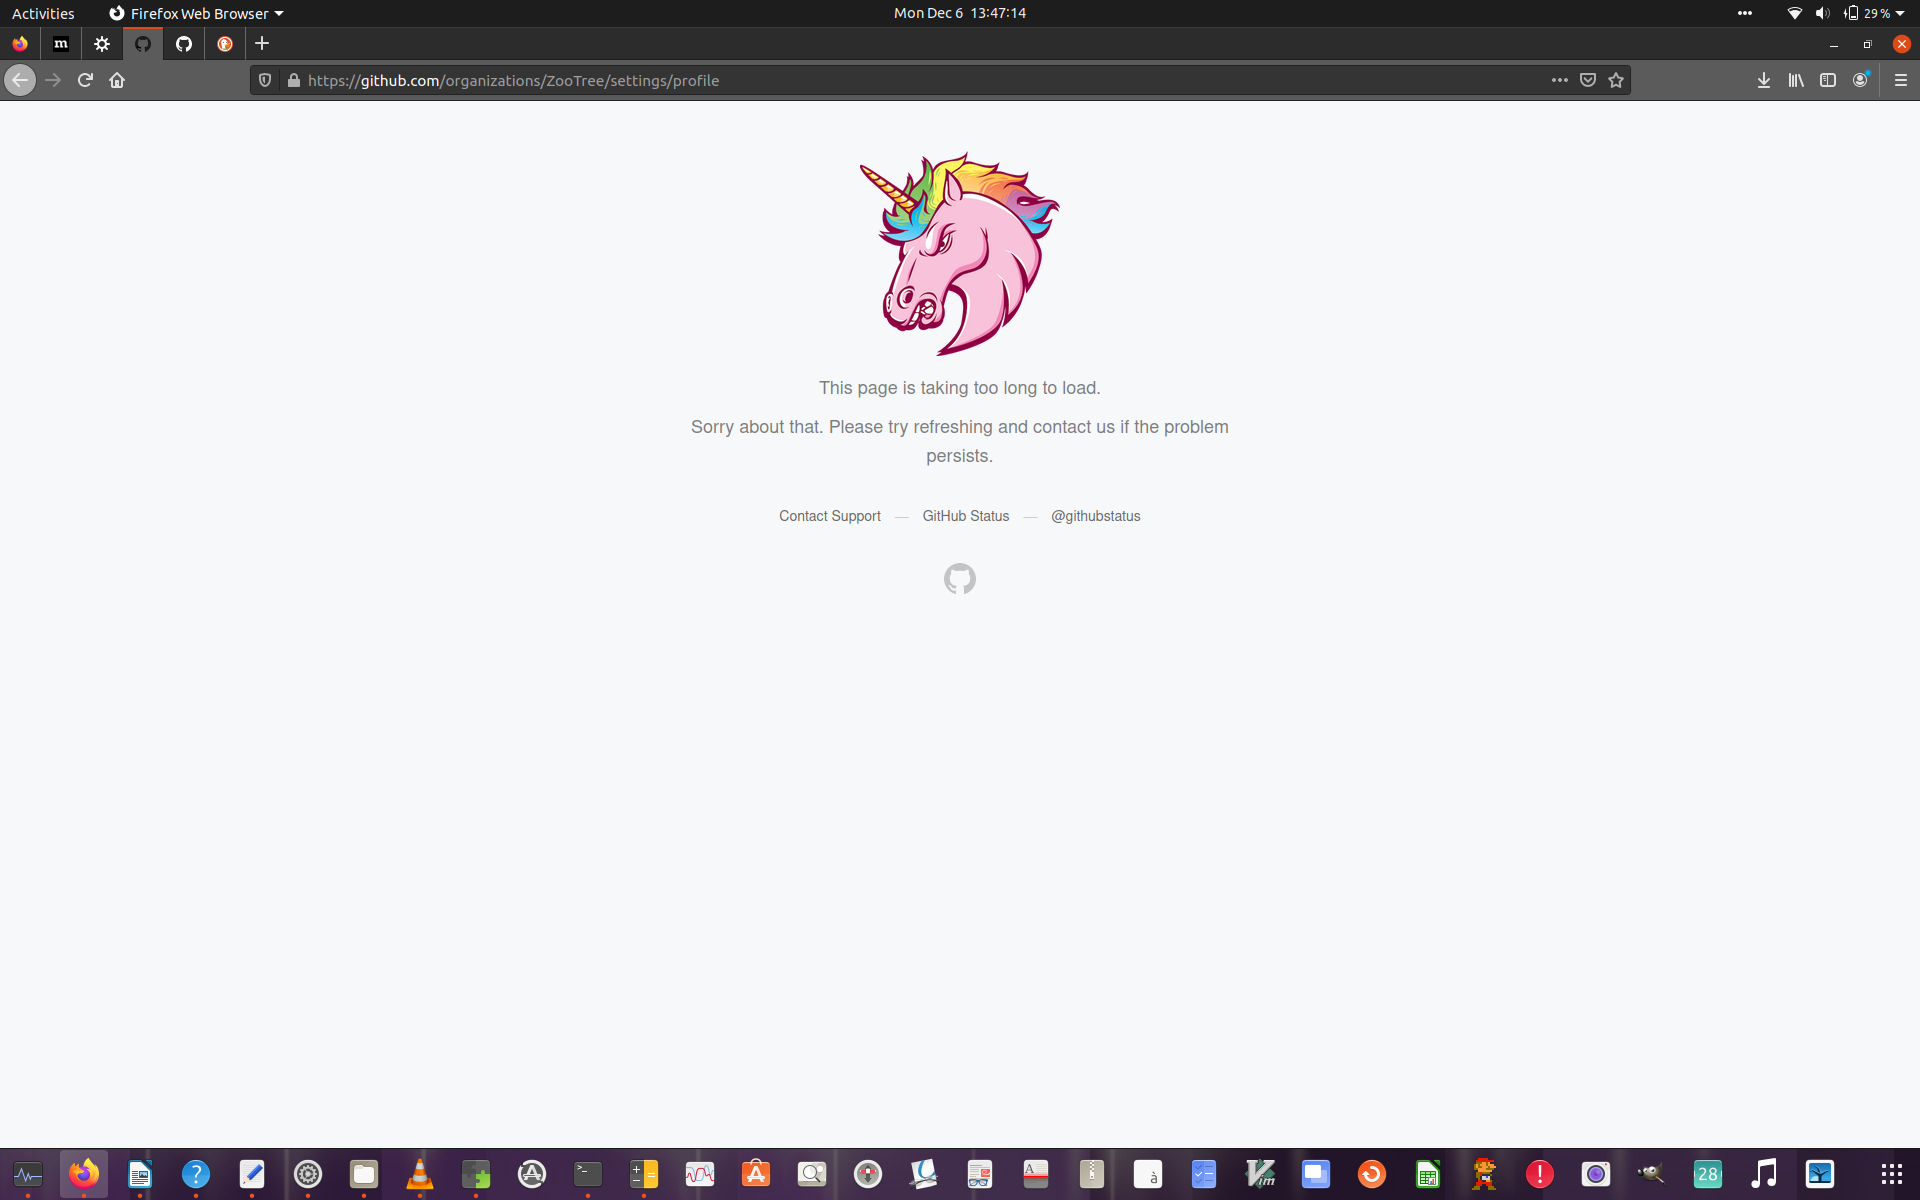 Activities
Firefox Web Browser
Mon Dec 6 13:47:14
29 %
m
https://github.com/organizations/ZooTree/settings/profile
This page is taking too long to load.
Sorry about that. Please try refreshing and contact us if the problem
persists.
Contact Support — GitHub Status — @githubstatus
?
>_
A
à
Vim
!
28